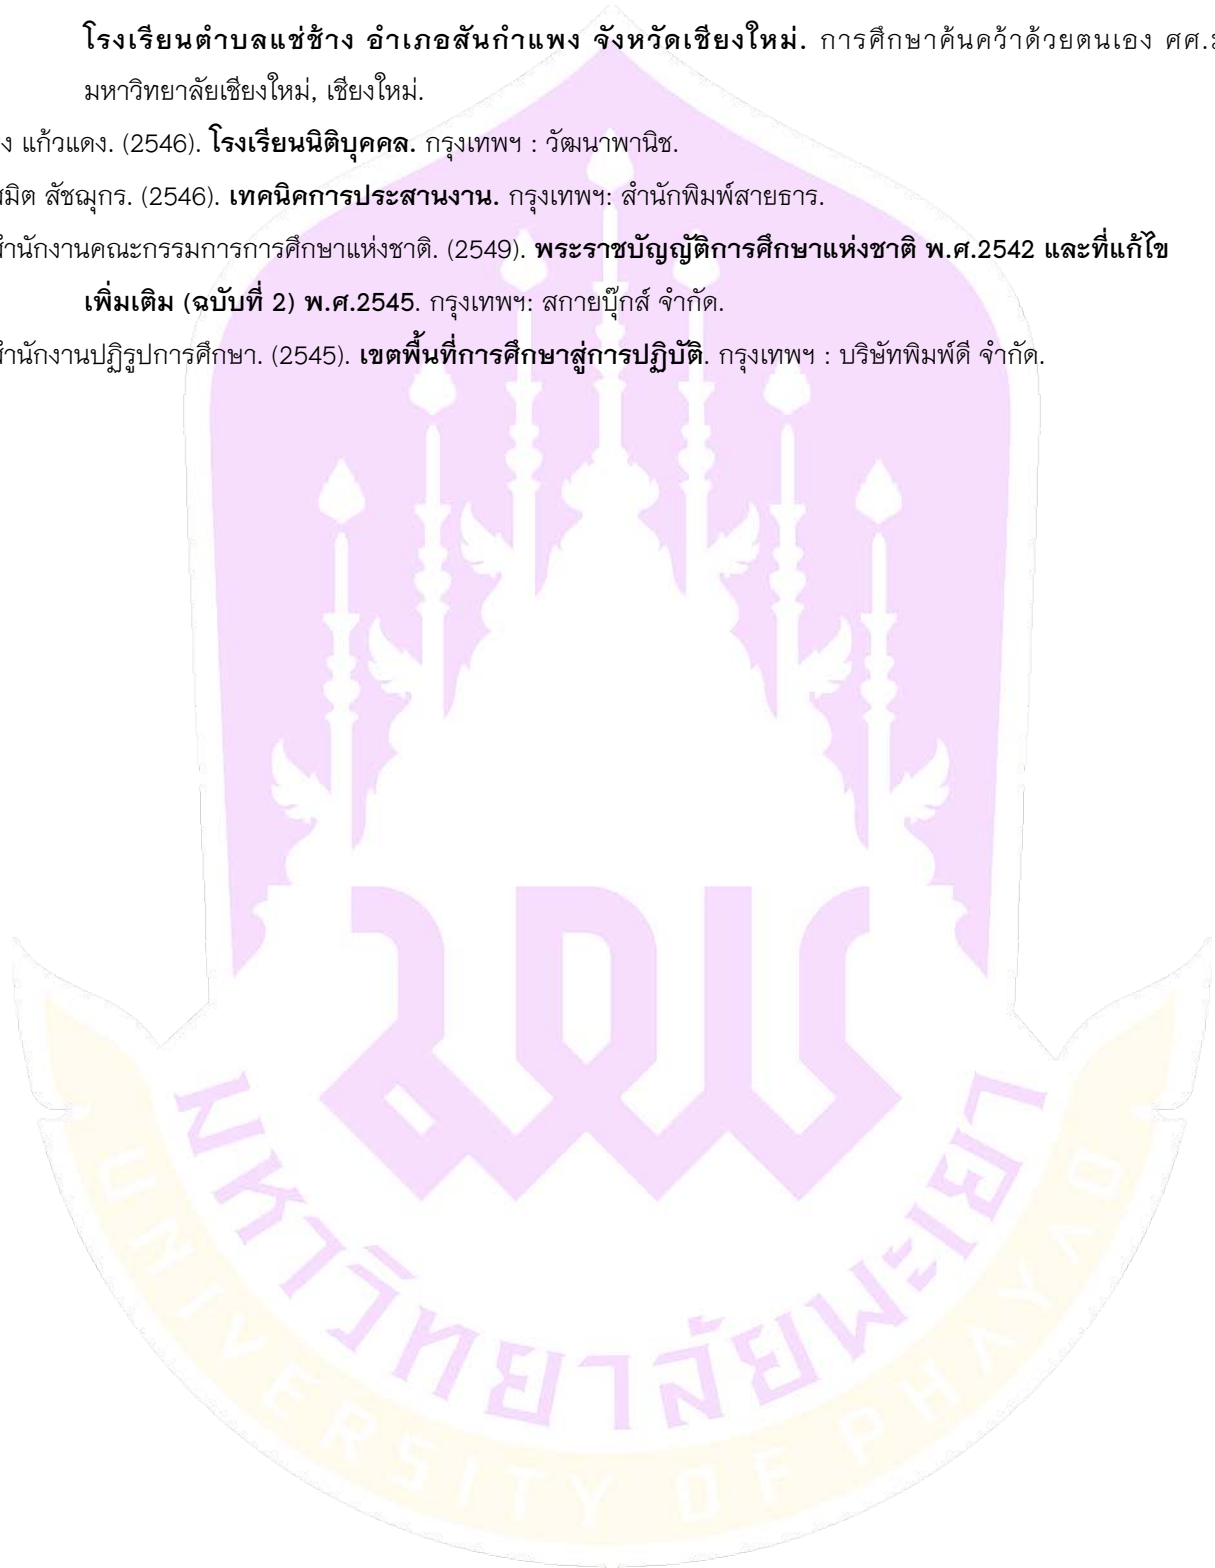 โรงเรียนตำบลแช่ช้าง อำเภอสันกำแพง จังหวัดเชียงใหม่. การศึกษาค้นคว้าด้วยตนเอง ศศ.ม
มหาวิทยาลัยเชียงใหม่, เชียงใหม่.
ง แก้วแดง. (2546). โรงเรียนนิติบุคคล. กรุงเทพฯ : วัฒนาพานิช.
สมิต สัชฌุกร. (2546). เทคนิคการประสานงาน. กรุงเทพฯ: สำนักพิมพ์สายธาร.
สำนักงานคณะกรรมการการศึกษาแห่งชาติ. (2549). พระราชบัญญัติการศึกษาแห่งชาติ พ.ศ.2542 และที่แก้ไข
เพิ่มเติม (ฉบับที่ 2) พ.ศ.2545. กรุงเทพฯ: สกายบุ๊กส์ จำกัด.
สำนักงานปฏิรูปการศึกษา. (2545). เขตพื้นที่การศึกษาสู่การปฏิบัติ. กรุงเทพฯ : บริษัทพิมพ์ดี จำกัด.
มพ
มหาวิทยาลัยพะเยา
UNIVERSITY OF PHAYAO